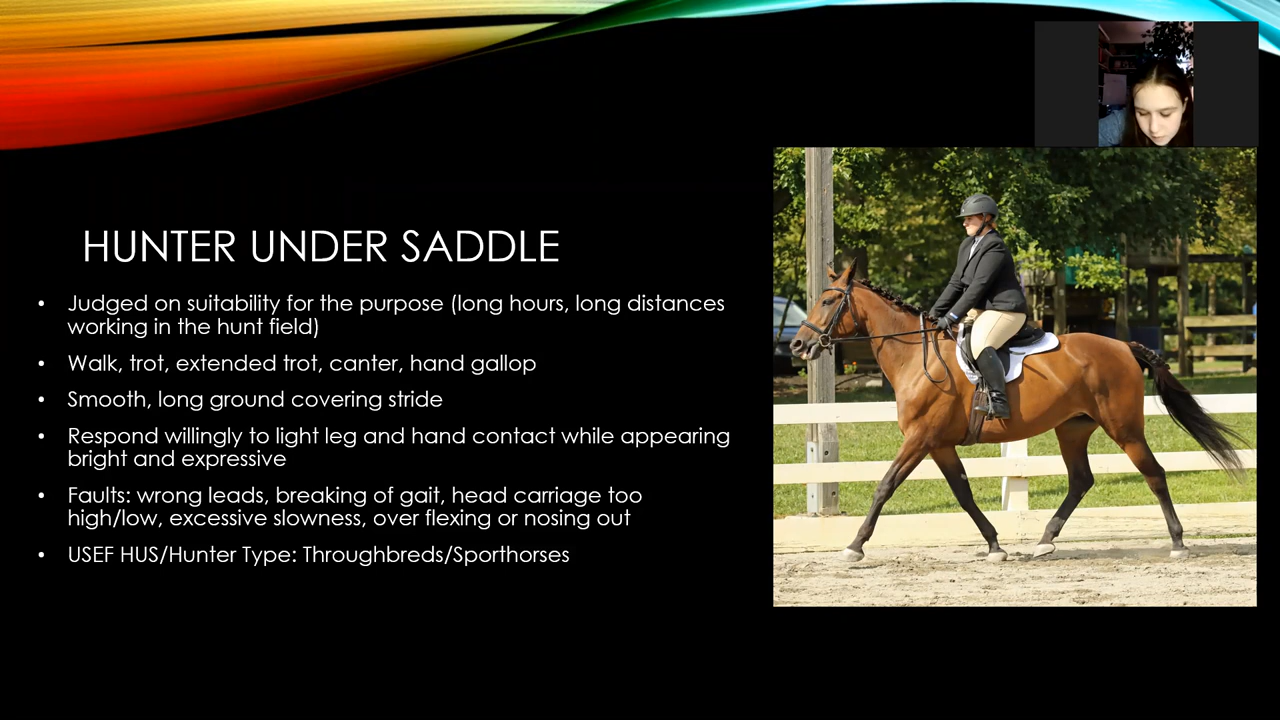 HUNTER UNDER SADDLE
• Judged on suitability for the purpose (long hours, long distances
working in the hunt field)
• Walk, trot, extended trot, canter, hand gallop
• Smooth, long ground covering stride
• Respond willingly to light leg and hand contact while appearing
bright and expressive
• Faults: wrong leads, breaking of gait, head carriage too
high/low, excessive slowness, over flexing or nosing out
• USEF HUS/Hunter Type: Throughbreds/Sporthorses